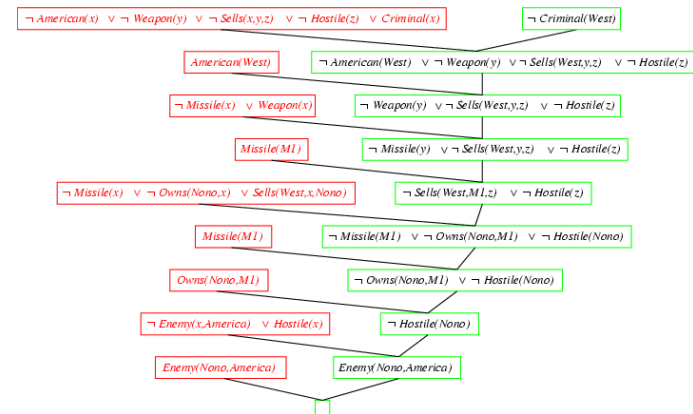 ¬ American(x) ∨ ¬ Weapon(y) ∨ ¬ Sells(x,y,z) ∨ ¬ Hostile(z) ∨ Criminal(x)
¬ Criminal(West)
American(West)
¬ American(West) ∨ ¬ Weapon(y) ∨ ¬ Sells(West,y,z) ∨ ¬ Hostile(z)
¬ Missile(x) ∨ Weapon(x)
¬ Weapon(y) ∨ ¬ Sells(West,y,z) ∨ ¬ Hostile(z)
Missile(M1)
¬ Missile(y) ∨ ¬ Sells(West,y,z) ∨ ¬ Hostile(z)
¬ Missile(x) ∨ ¬ Owns(Nono,x) ∨ Sells(West,x,Nono)
¬ Sells(West,M1,z) ∨ ¬ Hostile(z)
Missile(M1)
¬ Missile(M1) ∨ ¬ Owns(Nono,M1) ∨ ¬ Hostile(Nono)
Owns(Nono,M1)
¬ Owns(Nono,M1) ∨ ¬ Hostile(Nono)
¬ Enemy(x,America) ∨ Hostile(x)
¬ Hostile(Nono)
Enemy(Nono,America)
Enemy(Nono,America)